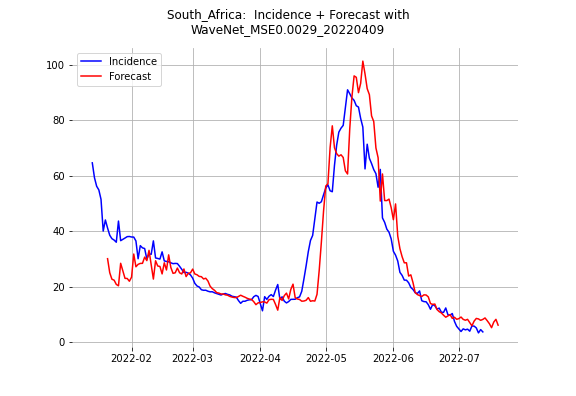 South_Africa:  Incidence + Forecast with
WaveNet_MSE0.0029_20220409
Incidence
Forecast
100
80
60
40
20
0
2022-02 2022-03 2022-04 2022-05 2022-06 2022-07